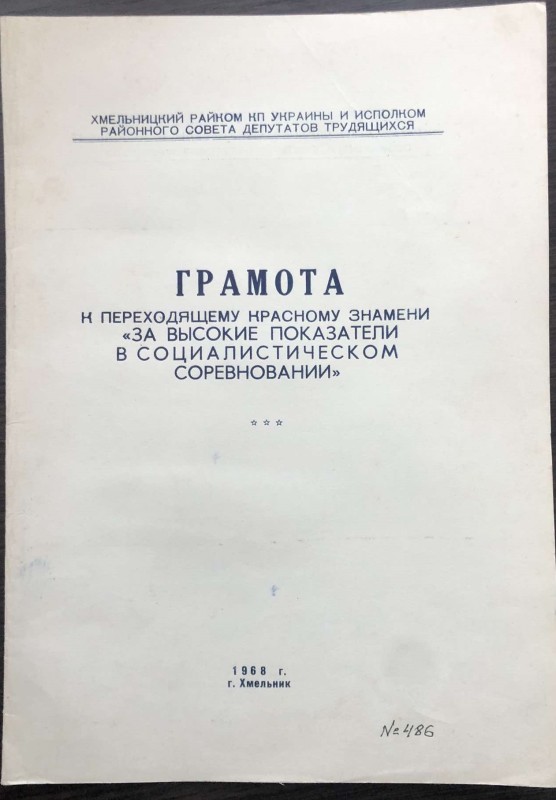 ХМЕЛЬНИЦКИЙ РАЙКОМ КП УКРАИНЫ И ИСПОЛКОМ
РАЙОННОГО СОВЕТА ДЕПУТАТОВ ТРУДЯЩИХСЯ
ГРАМОТА
К ПЕРЕХОДЯЩЕМУ КРАСНОМУ ЗНАМЕНИ
«ЗА ВЫСОКИЕ ПОКАЗАТЕЛИ
В СОЦИАЛИСТИЧЕСКОМ
СОРЕВНОВАНИИ»
☆ ☆ ☆
1968 г.
г. Хмельник
№ 486